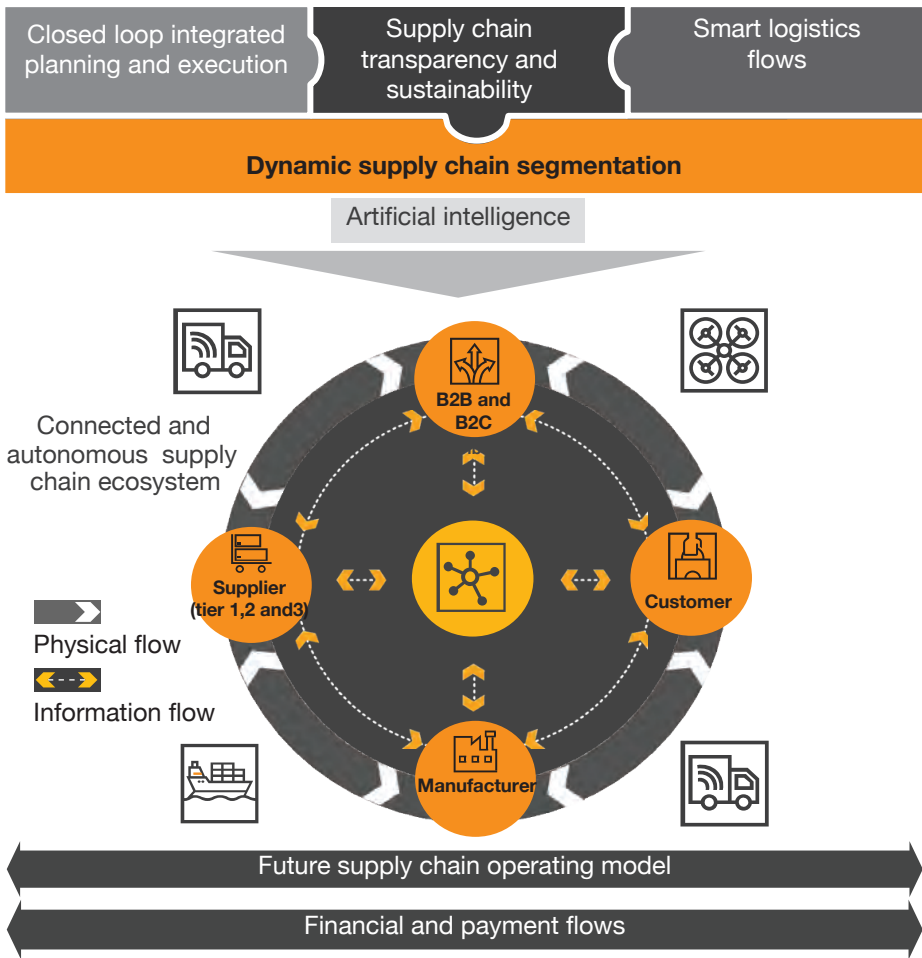 Closed loop integrated
planning and execution
Supply chain
transparency and
sustainability
Smart logistics
flows
Dynamic supply chain segmentation
Artificial intelligence
B2B and
B2C
Connected and
autonomous supply
chain ecosystem
Supplier
(tier 1,2 and3)
Customer
Physical flow
Information flow
Manufacturer
Future supply chain operating model
Financial and payment flows